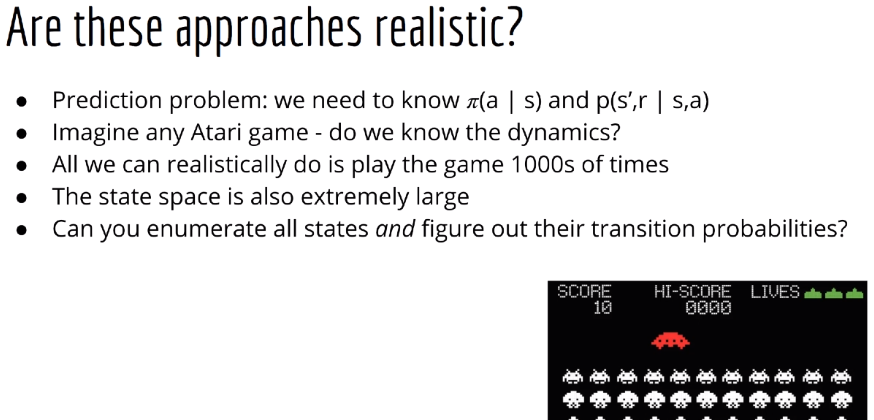 Are these approaches realistic?
● Prediction problem: we need to know π(a | s) and p(s’,r | s,a)
● Imagine any Atari game - do we know the dynamics?
● All we can realistically do is play the game 1000s of times
● The state space is also extremely large
● Can you enumerate all states and figure out their transition probabilities?
SCORE HI-SCORE LIVES
10 0000